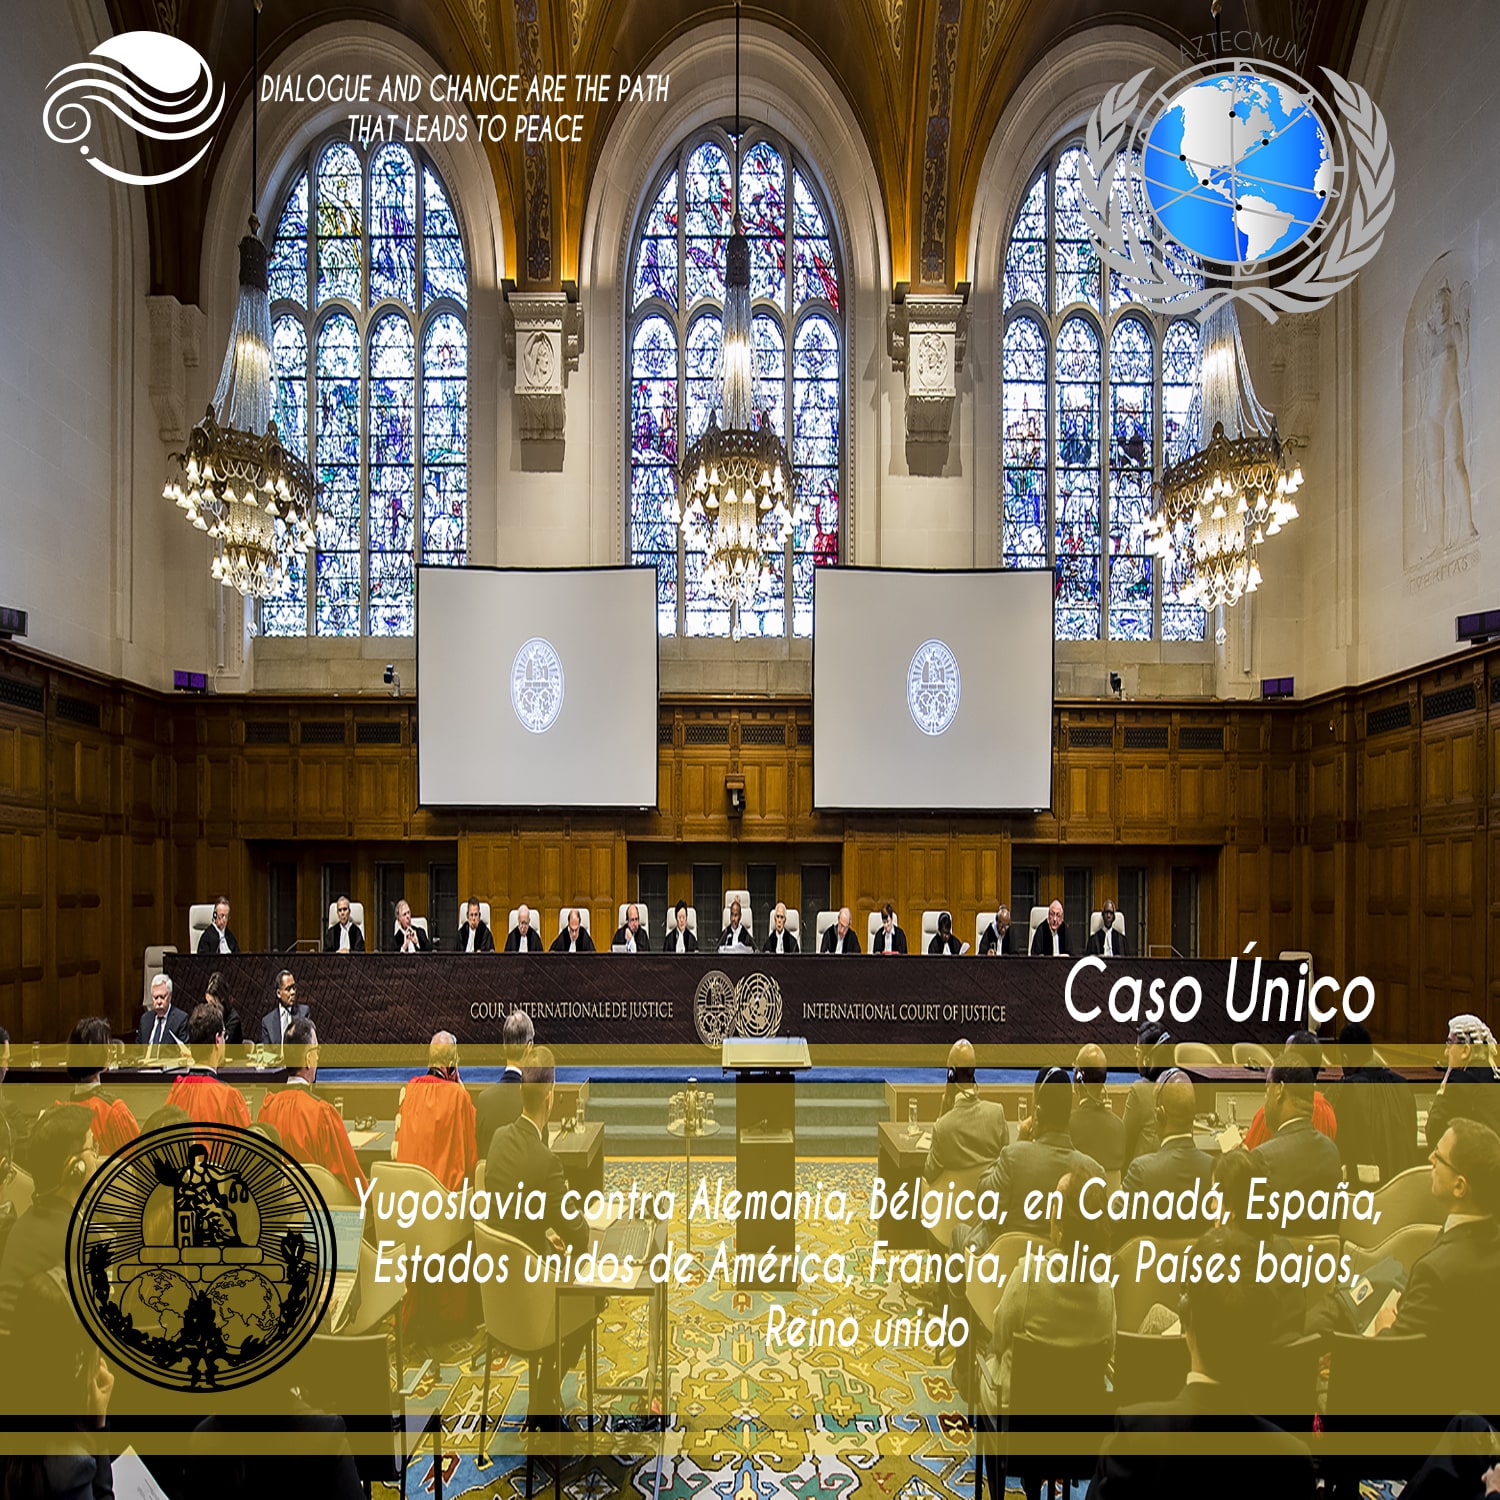 DIALOGUE AND CHANGE ARE THE PATH
THAT LEADS TO PEACE
AZTECMUN
VERITAS
COUR INTERNATIONALE DE JUSTICE
INTERNATIONAL COURT OF JUSTICE
Caso Único
Yugoslavia contra Alemania, Bélgica, en Canadá, España,
Estados unidos de América, Francia, Italia, Países bajos,
Reino unido